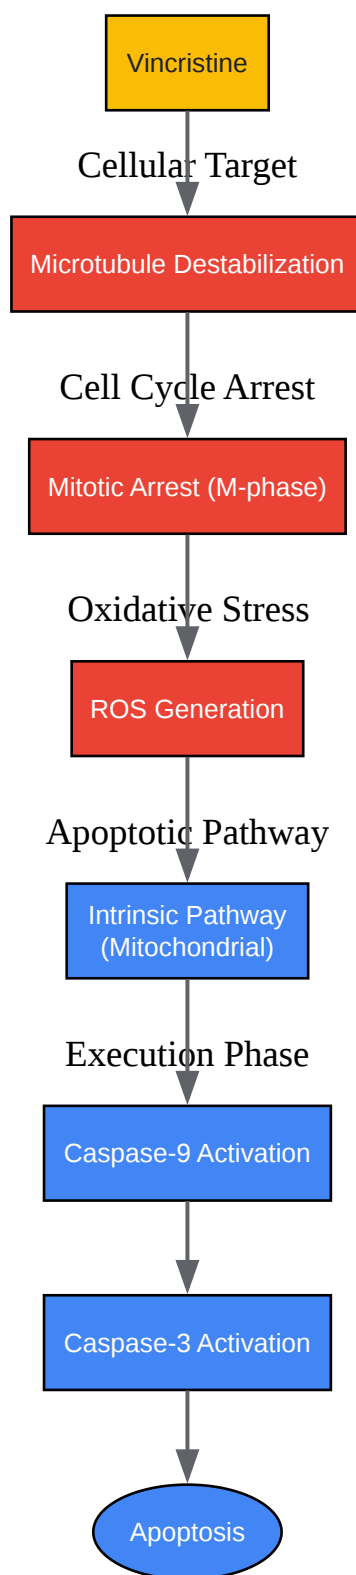 Vincristine
Cellular Target
Microtubule Destabilization
Cell Cycle Arrest
Mitotic Arrest (M-phase)
Oxidative Stress
ROS Generation
Apoptotic Pathway
Intrinsic Pathway
(Mitochondrial)
Execution Phase
Caspase-9 Activation
Caspase-3 Activation
Apoptosis